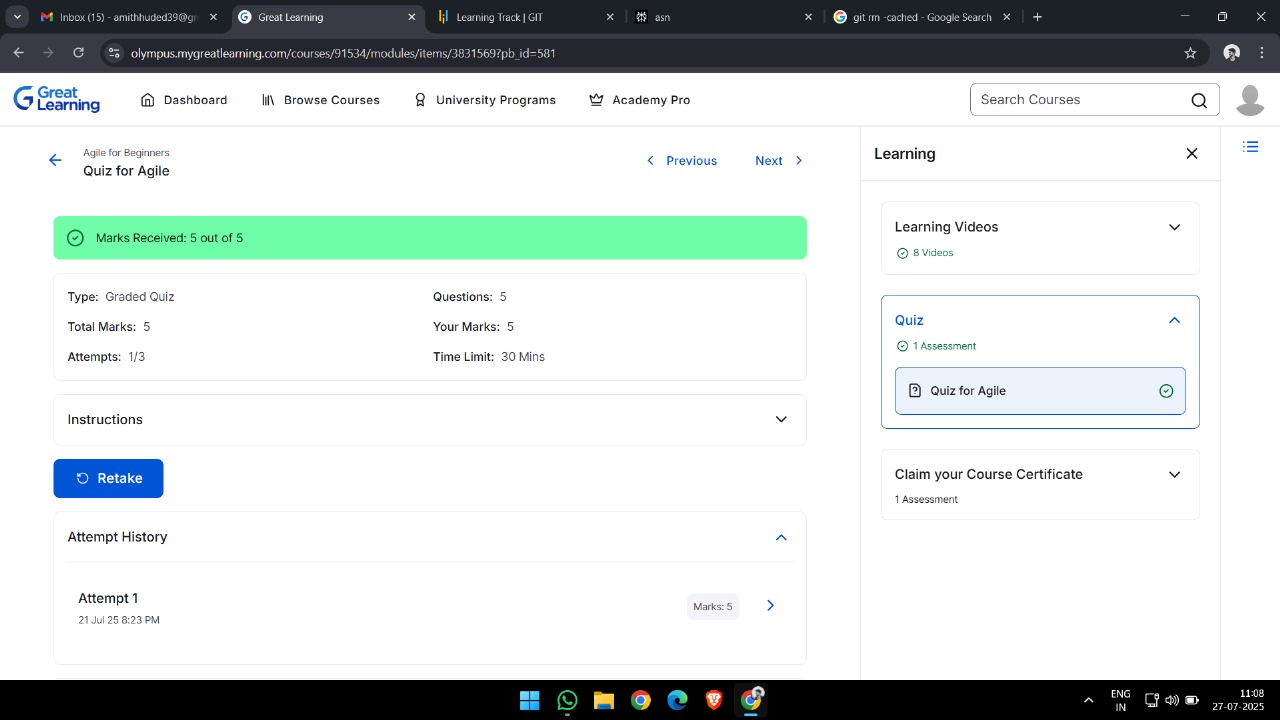 Inbox (15) - amithhuded39@gr
Great Learning
Learning Track | GIT
asn
git rm -cached - Google Search
olympus.mygreatlearning.com/courses/91534/modules/items/3831569?pb_id=581
Great Learning
Dashboard
Browse Courses
University Programs
Academy Pro
Search Courses
Agile for Beginners
Quiz for Agile
Previous
Next
Marks Received: 5 out of 5
Type: Graded Quiz
Questions: 5
Total Marks: 5
Your Marks: 5
Attempts: 1/3
Time Limit: 30 Mins
Instructions
Retake
Attempt History
Attempt 1
21 Jul 25 8:23 PM
Marks: 5
Learning
Learning Videos
8 Videos
Quiz
1 Assessment
Quiz for Agile
Claim your Course Certificate
1 Assessment
ENG
IN
11:08
27-07-2025